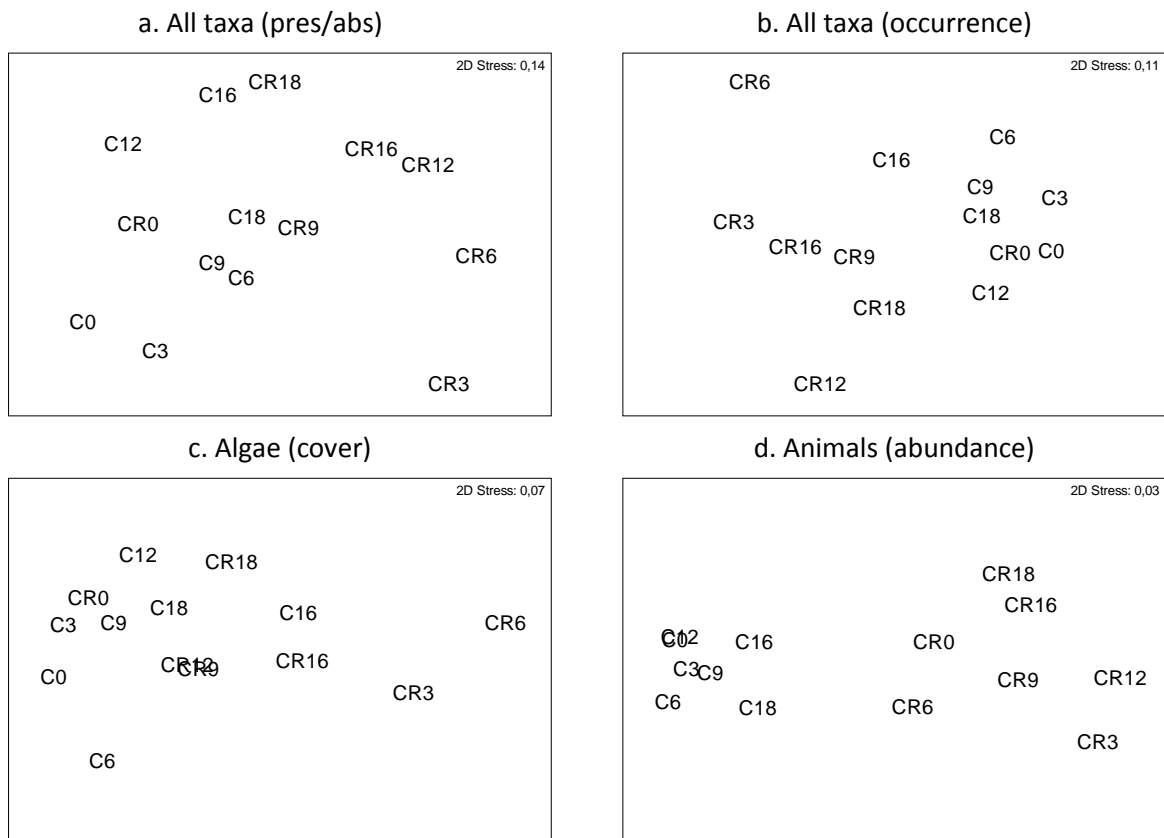 a. All taxa (pres/abs)
2D Stress: 0,14
C16
CR18
C12
CR16
CR12
CR0
C18
CR9
CR6
C9
C6
C0
C3
CR3
b. All taxa (occurrence)
2D Stress: 0,11
CR6
C6
C16
C9
C3
C18
CR3
CR16
CR9
CR0
C0
C12
CR18
CR12
c. Algae (cover)
2D Stress: 0,07
C12
CR18
CR0
C18
C16
C3
C9
CR6
CR12
CR9
CR16
C0
CR3
C6
d. Animals (abundance)
2D Stress: 0,03
CR18
CR16
C12
C0
C16
CR0
C3
C9
CR9
CR12
C6
C18
CR6
CR3